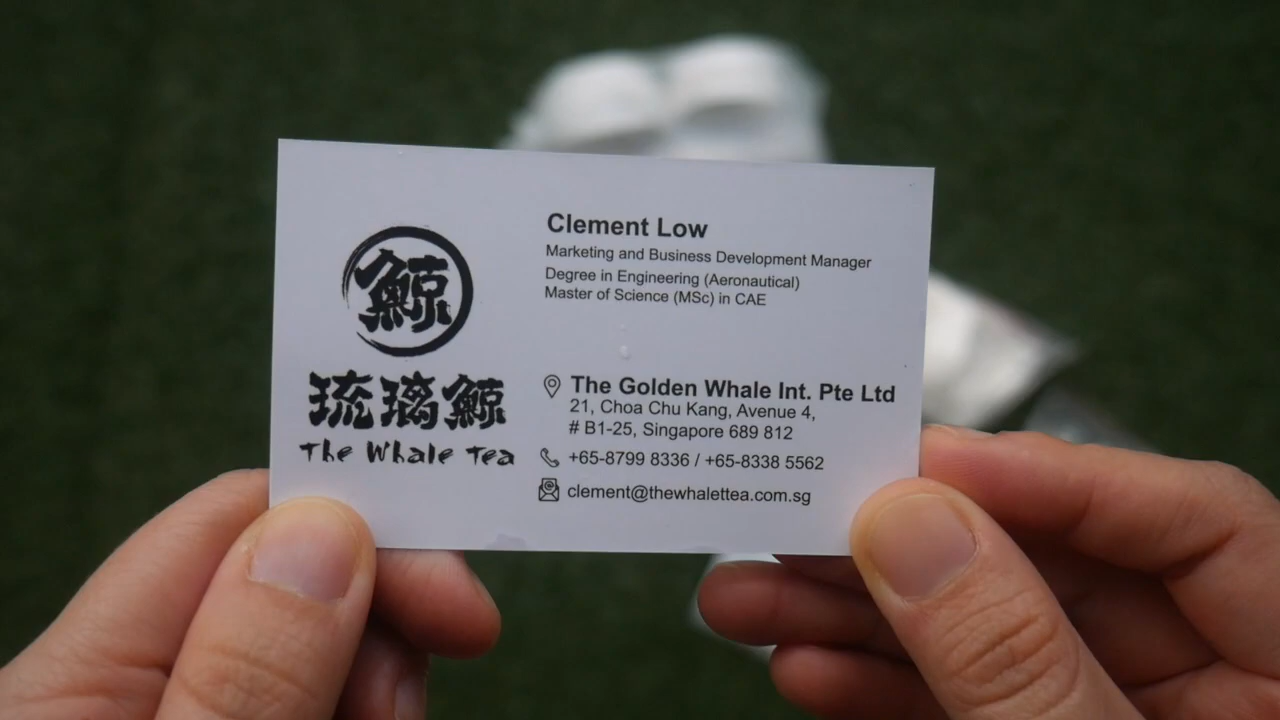 鯨
琉璃鯨
The Whale Tea
Clement Low
Marketing and Business Development Manager
Degree in Engineering (Aeronautical)
Master of Science (MSc) in CAE
The Golden Whale Int. Pte Ltd
21, Choa Chu Kang, Avenue 4,
# B1-25, Singapore 689 812
+65-8799 8336 / +65-8338 5562
clement@thewhalettea.com.sg